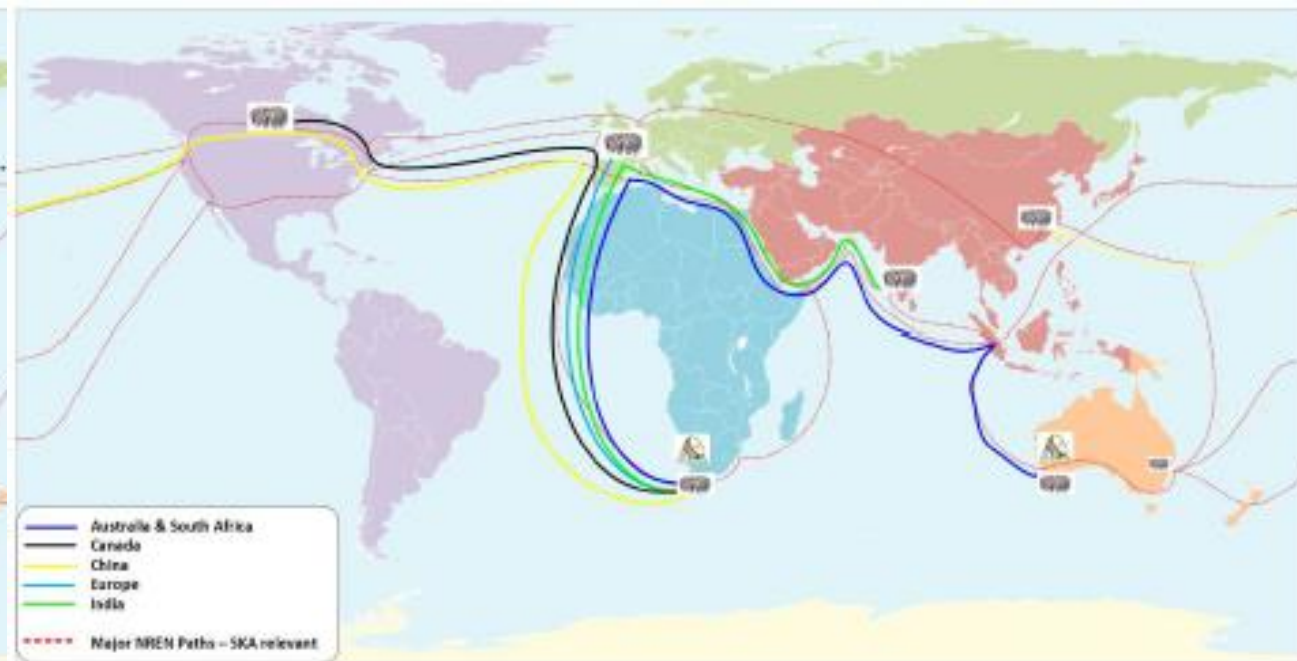 Australia & South Africa
Canada
China
Europe
India
Major NREN Paths – SKA relevant